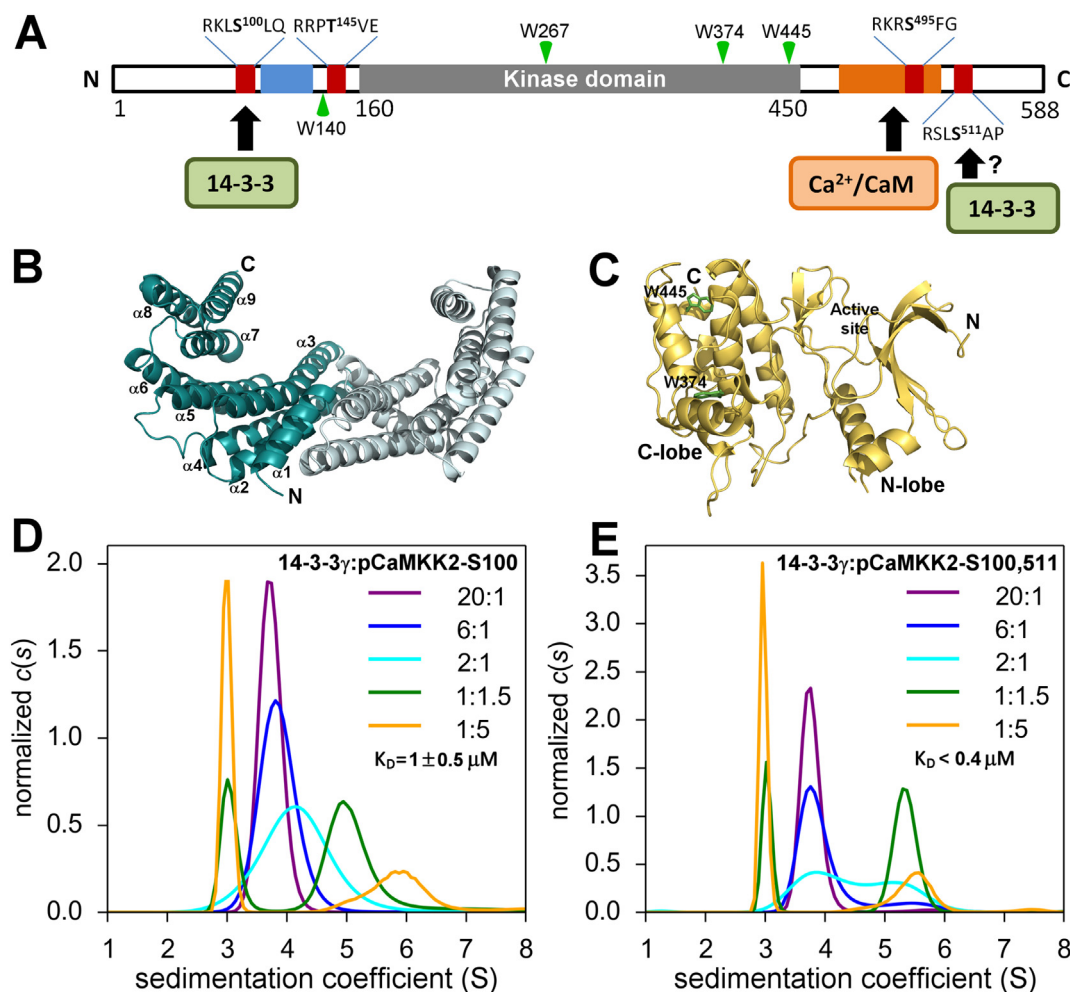 A
RKLS¹⁰⁰LQ RRPT¹⁴⁵VE W267 W374 W445 RKRS⁴⁹⁵FG
N Kinase domain C
1 W140 160 450 RSLS⁵¹¹AP 588
14-3-3 Ca²⁺/CaM ?
14-3-3
B
C
α9
α8
α7
α3
α6
α5
α4
α1
α2
N
C
C
W445
Active
site
N
W374
C-lobe
N-lobe
D
14-3-3γ:pCaMKK2-S100
20:1
6:1
2:1
1:1.5
1:5
K_D=1±0.5 μM
normalized c(s)
2.0
1.5
1.0
0.5
0.0
1 2 3 4 5 6 7 8
sedimentation coefficient (S)
E
14-3-3γ:pCaMKK2-S100,511
20:1
6:1
2:1
1:1.5
1:5
K_D< 0.4 μM
normalized c(s)
3.5
3.0
2.5
2.0
1.5
1.0
0.5
0.0
1 2 3 4 5 6 7 8
sedimentation coefficient (S)